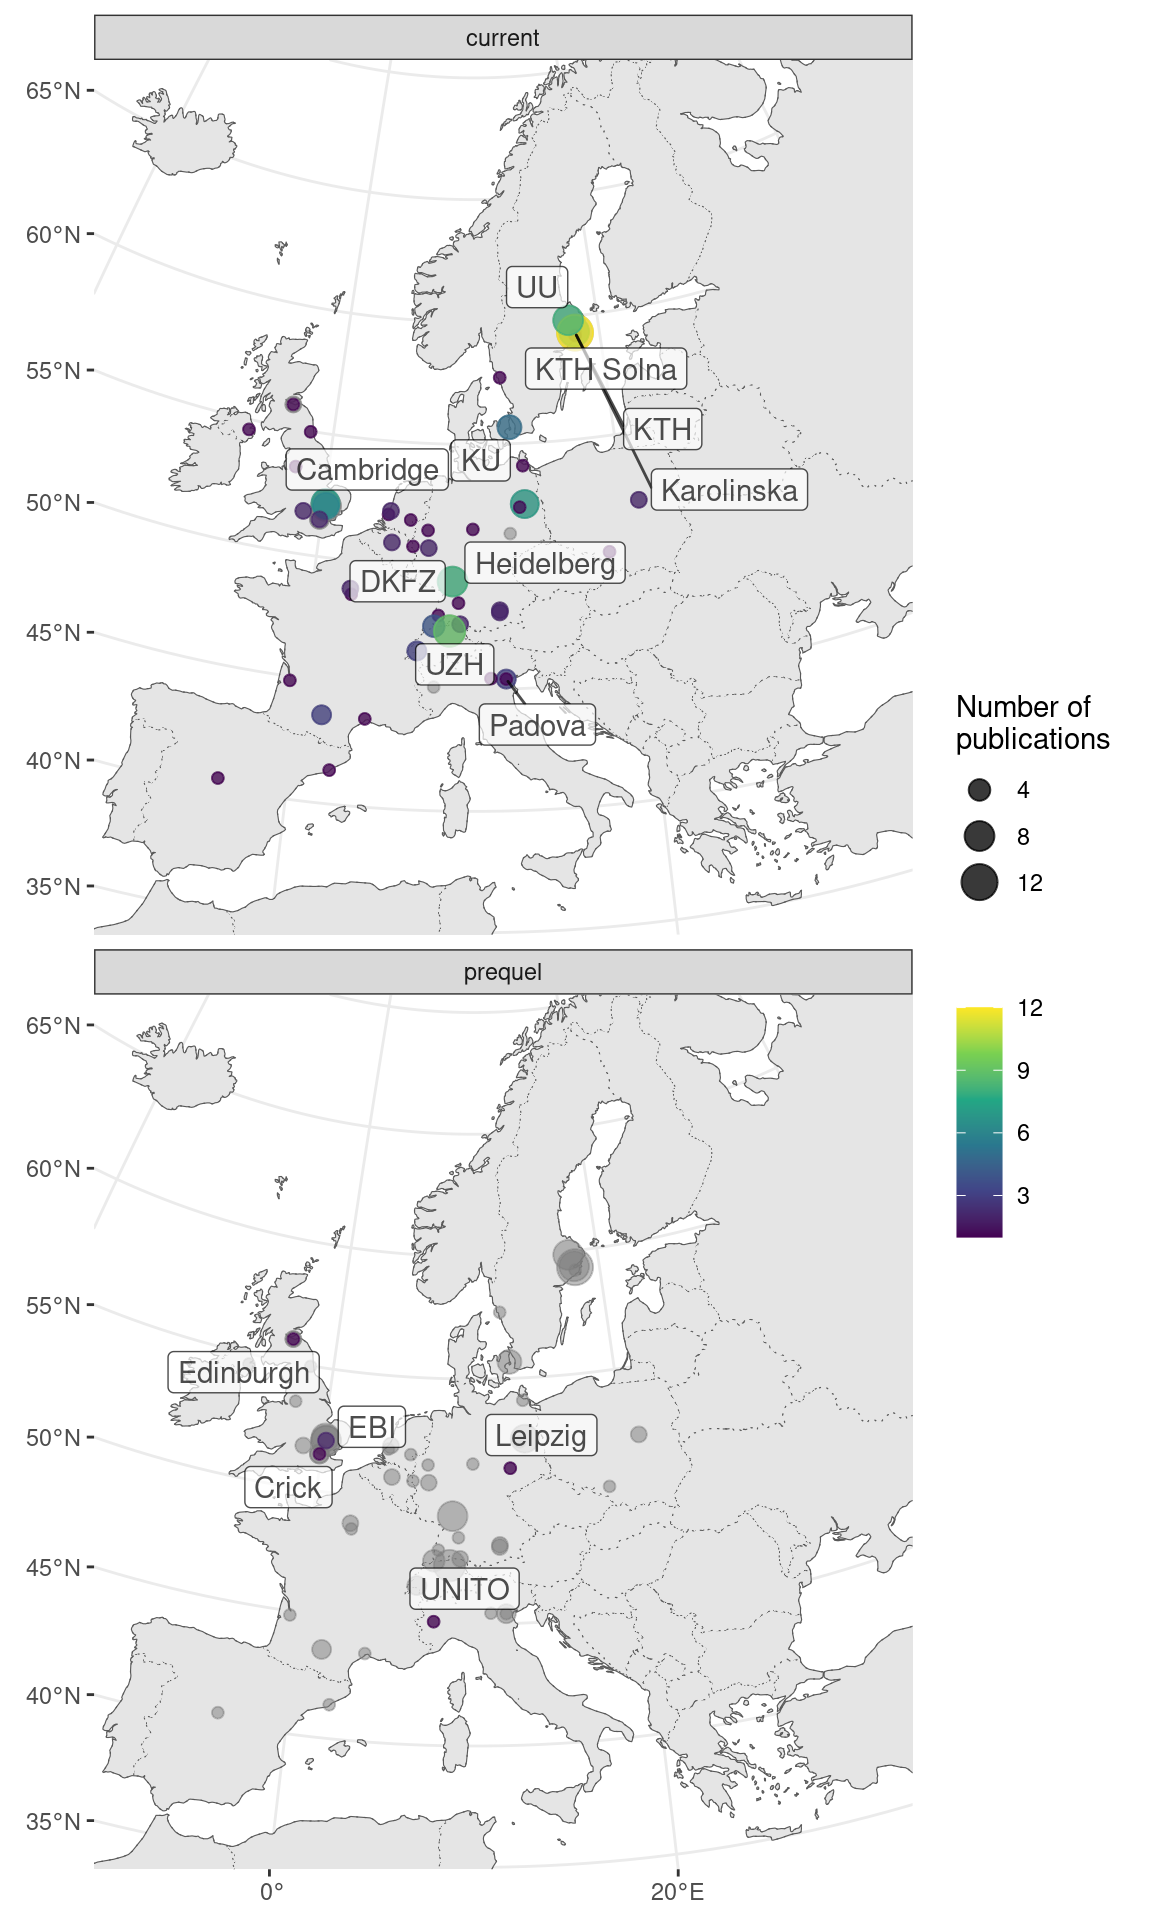 current
65°N
60°N
55°N
50°N
45°N
40°N
35°N
UU
KTH Solna
KTH
KU
Cambridge
Karolinska
Heidelberg
DKFZ
UZH
Padova
Number of
publications
4
8
12
prequel
65°N
60°N
55°N
50°N
45°N
40°N
35°N
Edinburgh
EBI
Leipzig
Crick
UNITO
12
9
6
3
0°
20°E